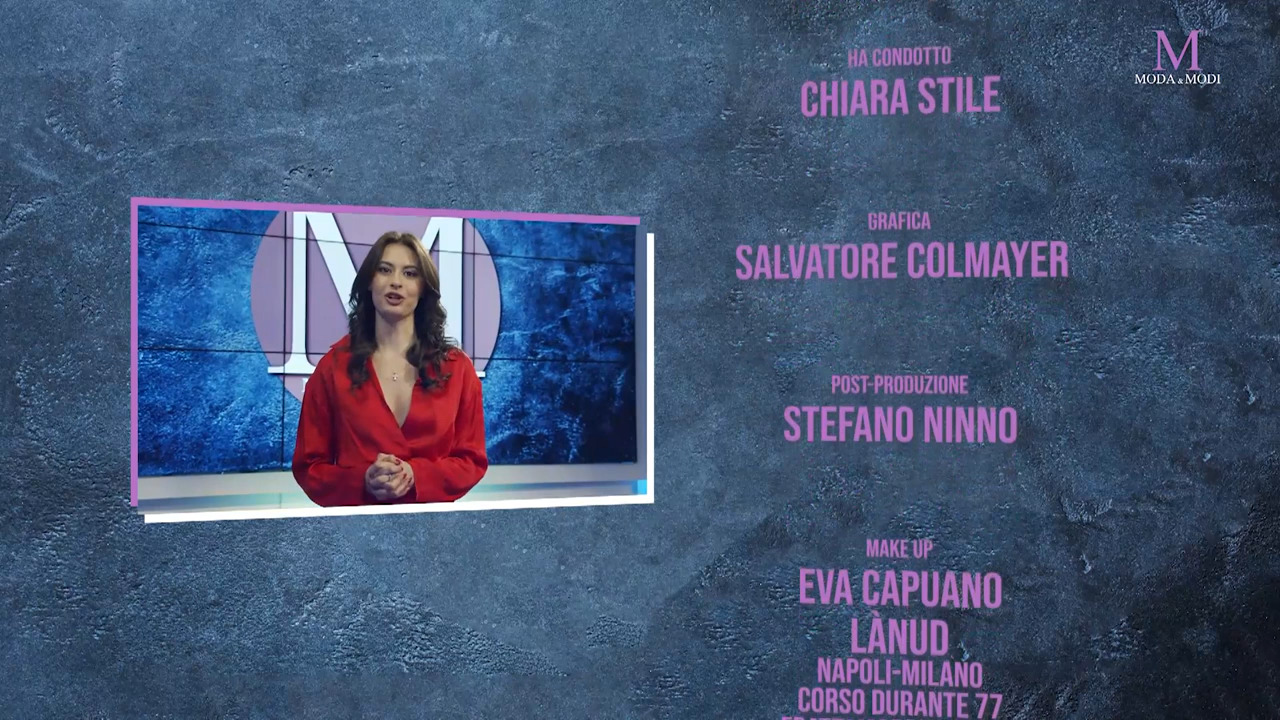 M
MODA & MODI
HA CONDOTTO
CHIARA STILE
GRAFICA
SALVATORE COLMAYER
POST-PRODUZIONE
STEFANO NINNO
MAKE UP
EVA CAPUANO
LÀNUD
NAPOLI-MILANO
CORSO DURANTE 77
M